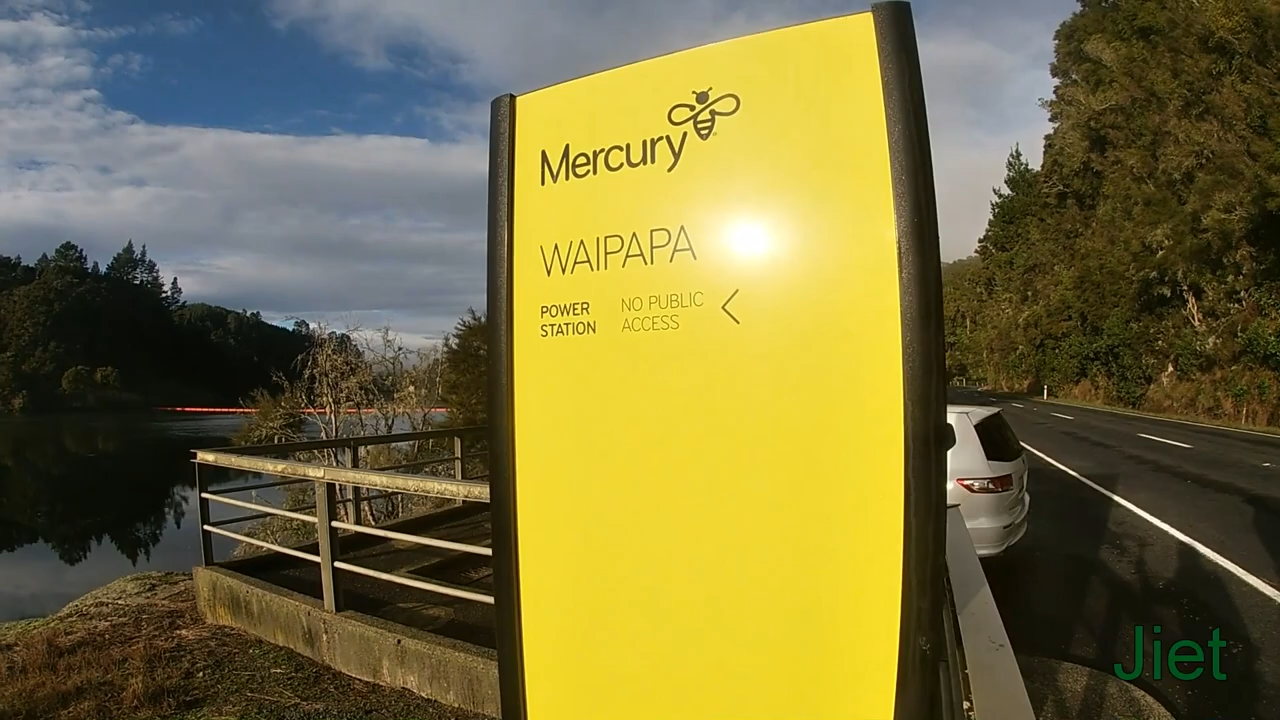 Mercury
WAIPAPA
POWER STATION
NO PUBLIC ACCESS
Jiet